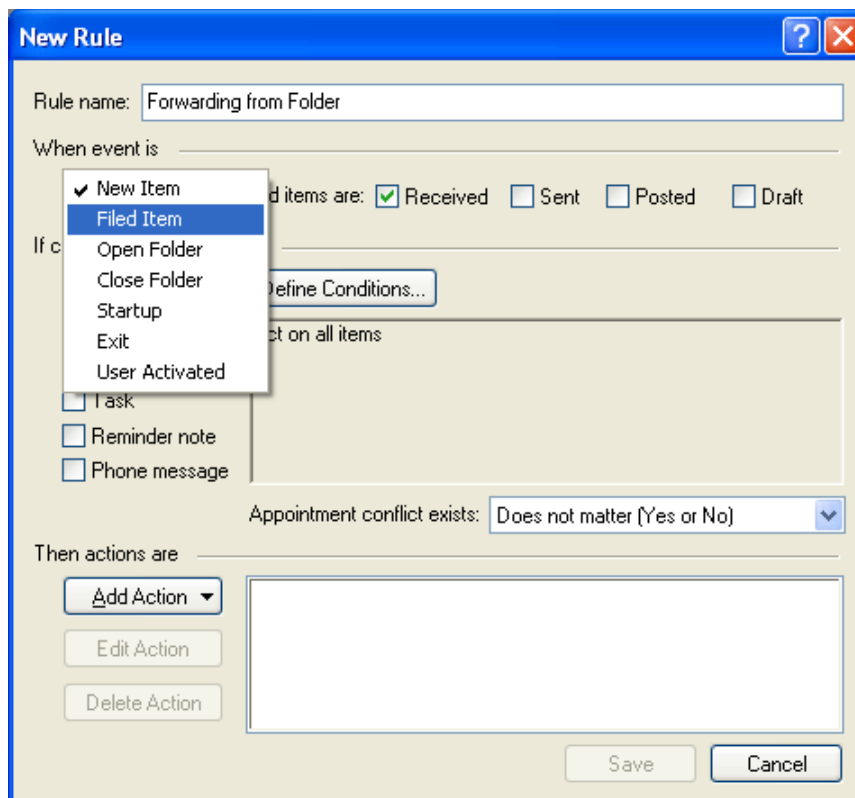 New Rule
Rule name: Forwarding from Folder
When event is
New Item
d items are: Received Sent Posted Draft
Filed Item
If c
Open Folder
Close Folder
efine Conditions...
Startup
ct on all items
Exit
User Activated
Task
Reminder note
Phone message
Appointment conflict exists: Does not matter (Yes or No)
Then actions are
Add Action
Edit Action
Delete Action
Save Cancel